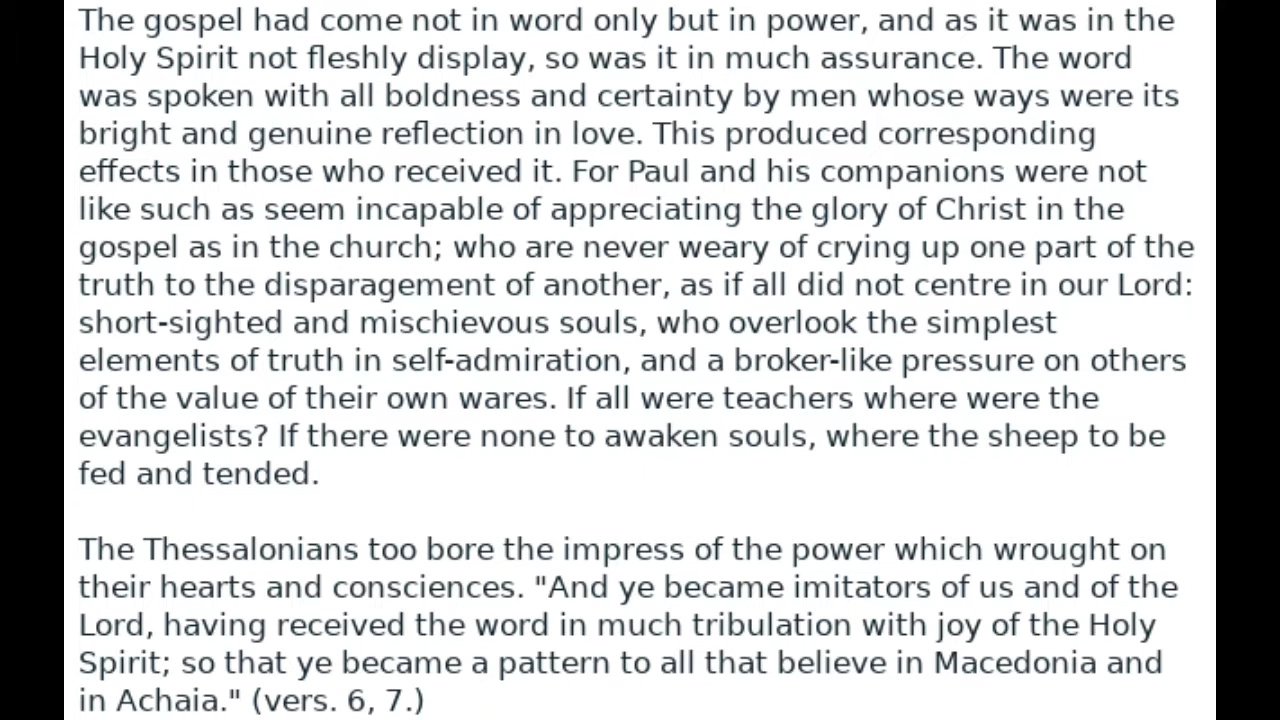 The gospel had come not in word only but in power, and as it was in the
Holy Spirit not fleshly display, so was it in much assurance. The word
was spoken with all boldness and certainty by men whose ways were its
bright and genuine reflection in love. This produced corresponding
effects in those who received it. For Paul and his companions were not
like such as seem incapable of appreciating the glory of Christ in the
gospel as in the church; who are never weary of crying up one part of the
truth to the disparagement of another, as if all did not centre in our Lord:
short-sighted and mischievous souls, who overlook the simplest
elements of truth in self-admiration, and a broker-like pressure on others
of the value of their own wares. If all were teachers where were the
evangelists? If there were none to awaken souls, where the sheep to be
fed and tended.
The Thessalonians too bore the impress of the power which wrought on
their hearts and consciences. "And ye became imitators of us and of the
Lord, having received the word in much tribulation with joy of the Holy
Spirit; so that ye became a pattern to all that believe in Macedonia and
in Achaia." (vers. 6, 7.)